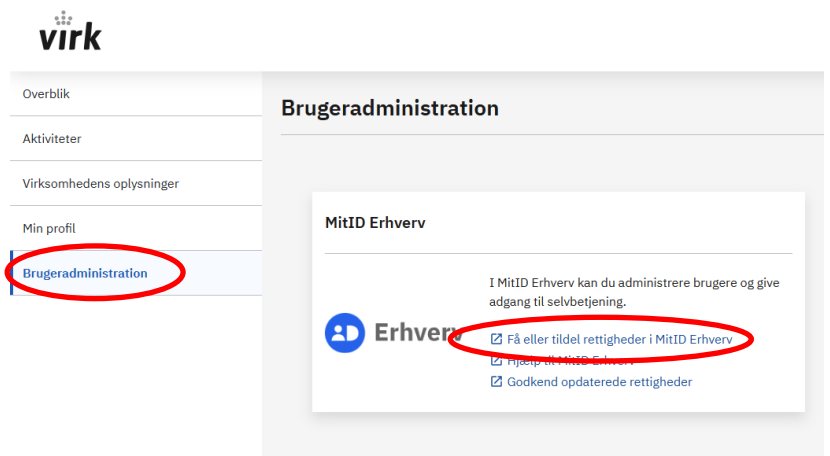 virk
Overblik
Aktiviteter
Virksomhedens oplysninger
Min profil
Brugeradministration
Brugeradministration
MitID Erhverv
I MitID Erhverv kan du administrere brugere og give
adgang til selvbetjening.
Erhverv
Få eller tildel rettigheder i MitID Erhverv
Hjælp til MitID Erhverv
Godkend opdaterede rettigheder